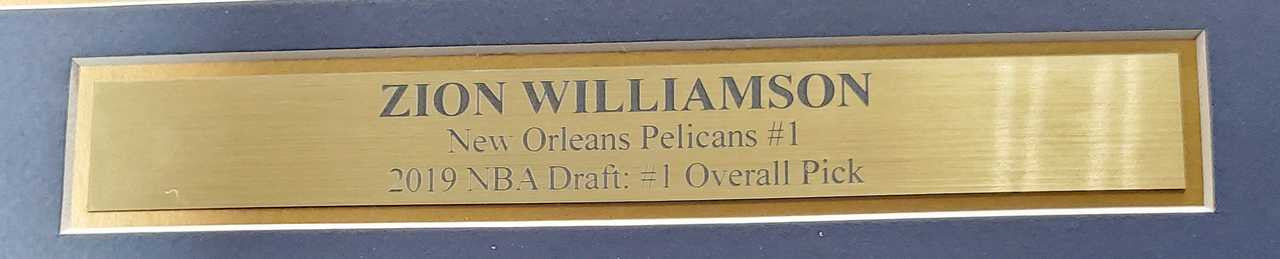 ZION WILLIAMSON
New Orleans Pelicans #1
2019 NBA Draft: #1 Overall Pick